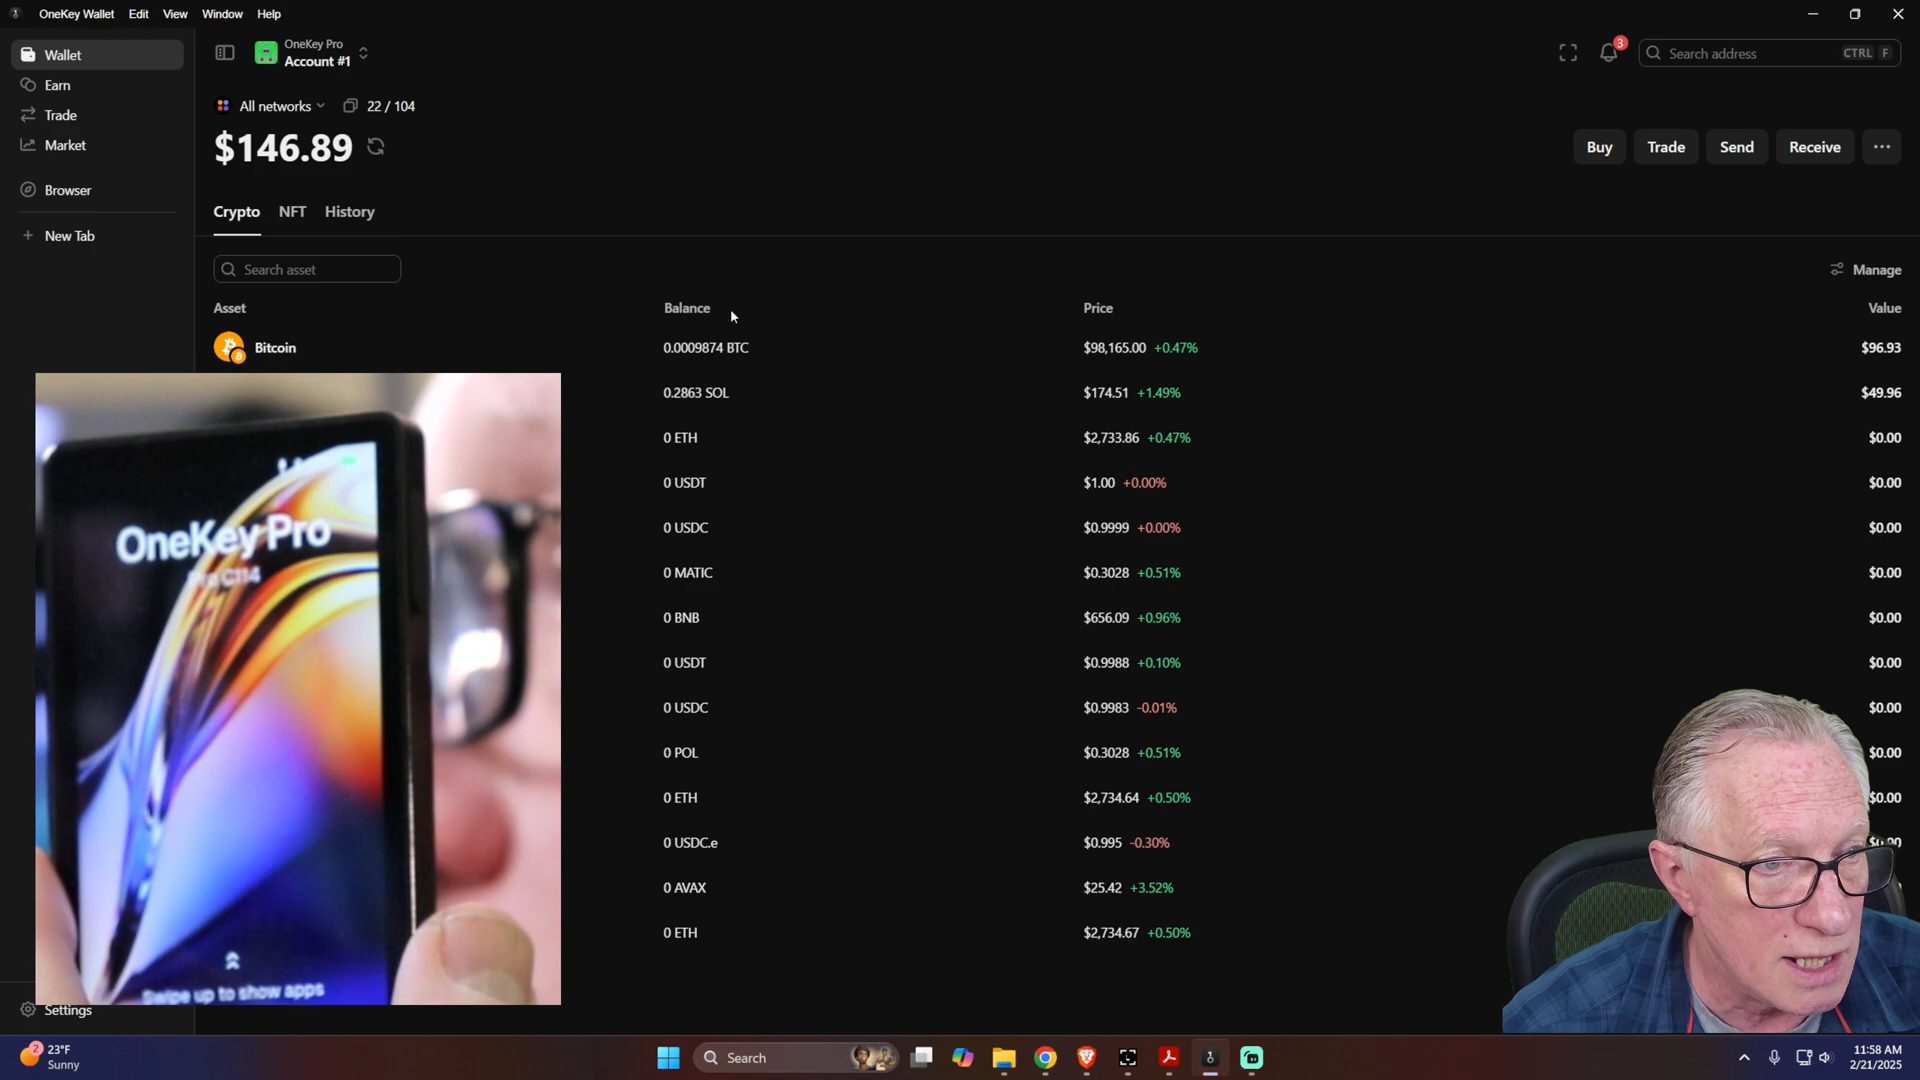 OneKey Wallet Edit View Window Help
Wallet
Earn
Trade
Market
Browser
New Tab
Settings
OneKey Pro
Account #1
3
Search address CTRL F
All networks 22 / 104
$146.89
Buy Trade Send Receive
Crypto NFT History
Search asset
Manage
Asset Balance Price Value
Bitcoin 0.0009874 BTC $98,165.00 +0.47% $96.93
0.2863 SOL $174.51 +1.49% $49.96
0 ETH $2,733.86 +0.47% $0.00
0 USDT $1.00 +0.00% $0.00
0 USDC $0.9999 +0.00% $0.00
0 MATIC $0.3028 +0.51% $0.00
0 BNB $656.09 +0.96% $0.00
0 USDT $0.9988 +0.10% $0.00
0 USDC $0.9983 -0.01% $0.00
0 POL $0.3028 +0.51% $0.00
0 ETH $2,734.64 +0.50% $0.00
0 USDC.e $0.995 -0.30% $0.00
0 AVAX $25.42 +3.52%
0 ETH $2,734.67 +0.50%
OneKey Pro
Pro C114
Swipe up to show apps
2
23°F
Sunny
Search
11:58 AM
2/21/2025